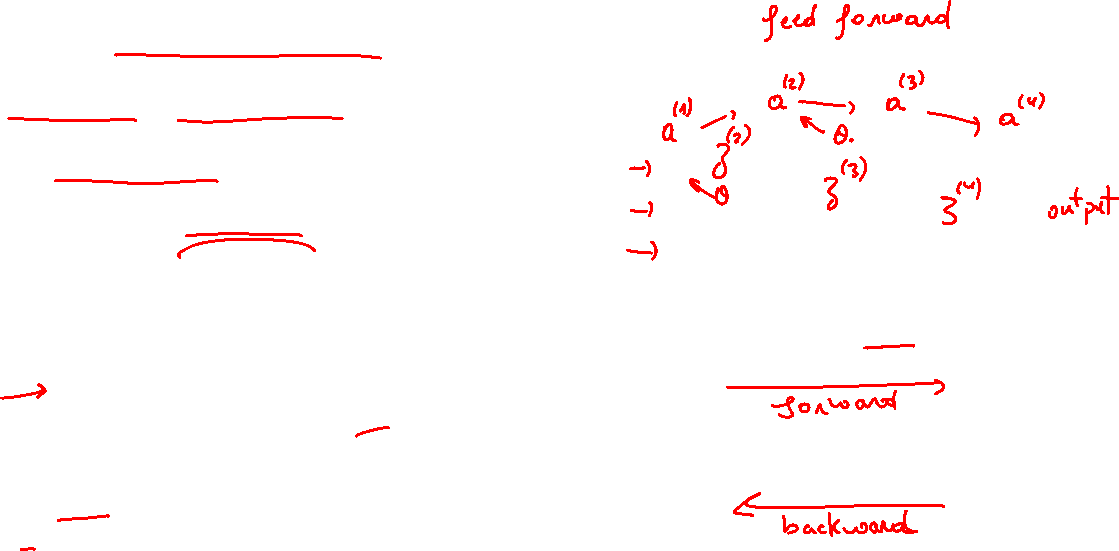 feed forward
a⁽¹⁾ → a⁽²⁾ → a⁽³⁾ → a⁽⁴⁾
z⁽²⁾ θ θ. z⁽³⁾ z⁽⁴⁾ output
forward
backward